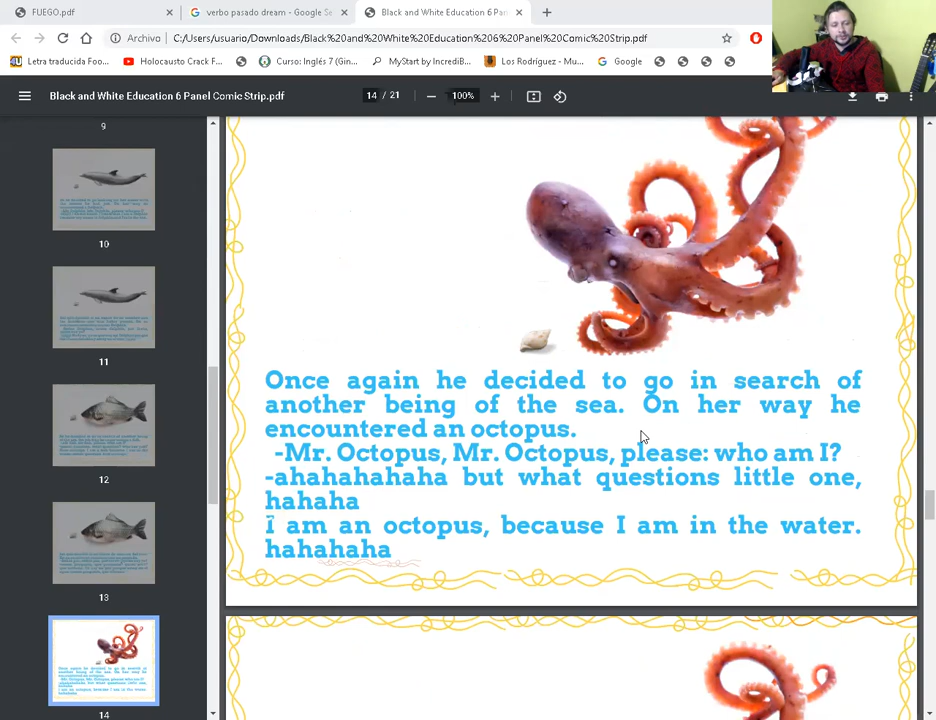 FUEGO.pdf
verbo pasado dream - Google Se
Black and White Education 6 Pan
Archivo
C:/Users/usuario/Downloads/Black%20and%20White%20Education%206%20Panel%20Comic%20Strip.pdf
Letra traducida Foo...
Holocausto Crack F...
Curso: Inglés 7 (Gin...
MyStart by IncrediB...
Los Rodríguez - Mu...
Google
Black and White Education 6 Panel Comic Strip.pdf
14 / 21
100%
9
10
11
12
13
14
Once again he decided to go in search of
another being of the sea. On her way he
encountered an octopus.
-Mr. Octopus, Mr. Octopus, please: who am I?
-ahahahahaha but what questions little one,
hahaha
I am an octopus, because I am in the water.
hahahaha